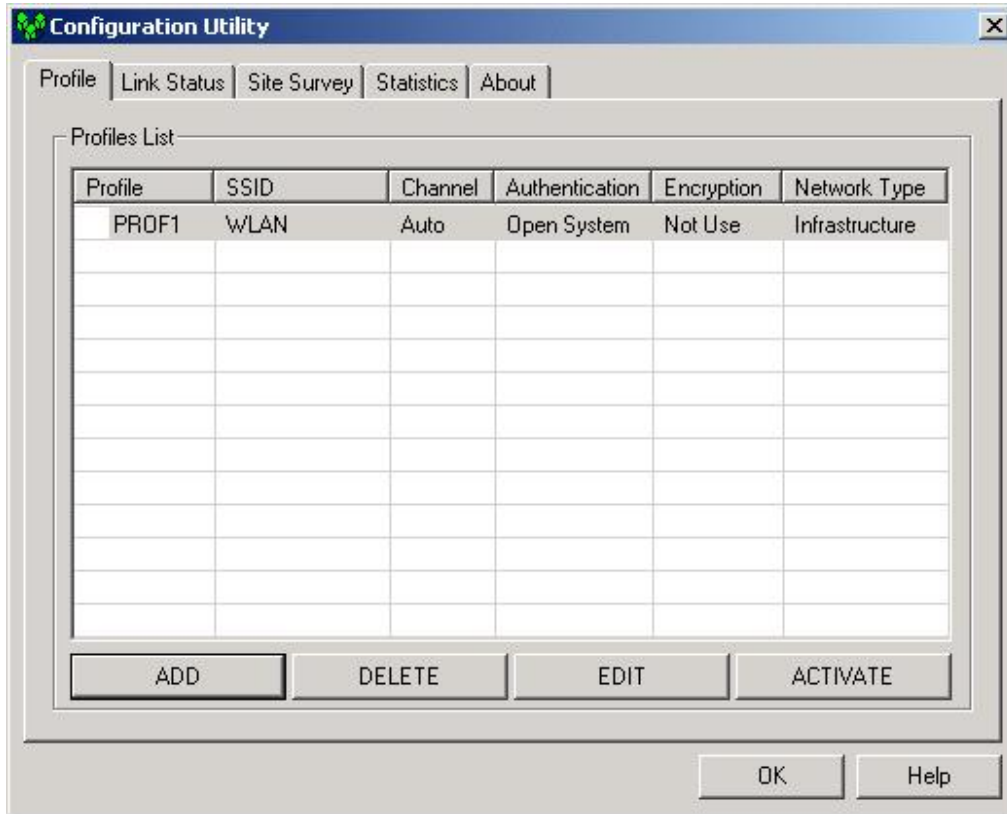 Configuration Utility
Profile Link Status Site Survey Statistics About
Profiles List
Profile SSID Channel Authentication Encryption Network Type
PROF1 WLAN Auto Open System Not Use Infrastructure
ADD DELETE EDIT ACTIVATE
OK Help